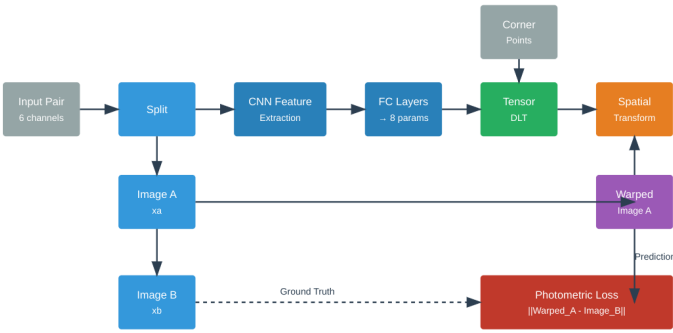 Corner
Points
Input Pair
6 channels
Split
CNN Feature
Extraction
FC Layers
→ 8 params
Tensor
DLT
Spatial
Transform
Image A
xa
Warped
Image A
Prediction
Image B
xb
Ground Truth
Photometric Loss
||Warped_A - Image_B||